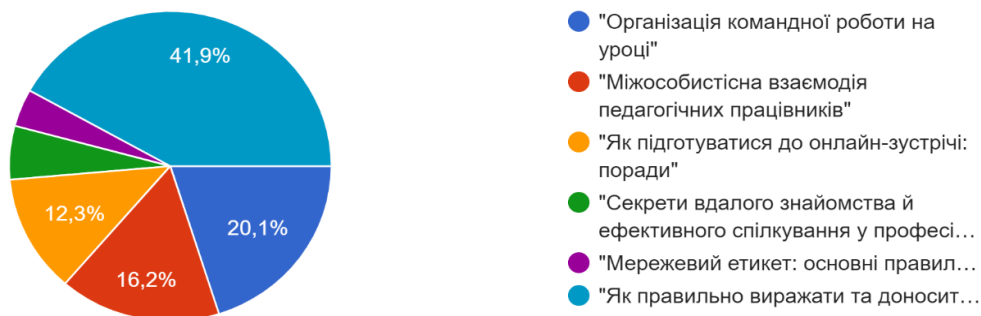 41,9%
12,3%
16,2%
20,1%
"Організація командної роботи на
уроці"
"Міжособистісна взаємодія
педагогічних працівників"
"Як підготуватися до онлайн-зустрічі:
поради"
"Секрети вдалого знайомства й
ефективного спілкування у професі…
"Мережевий етикет: основні правил…
"Як правильно виражати та доносит…